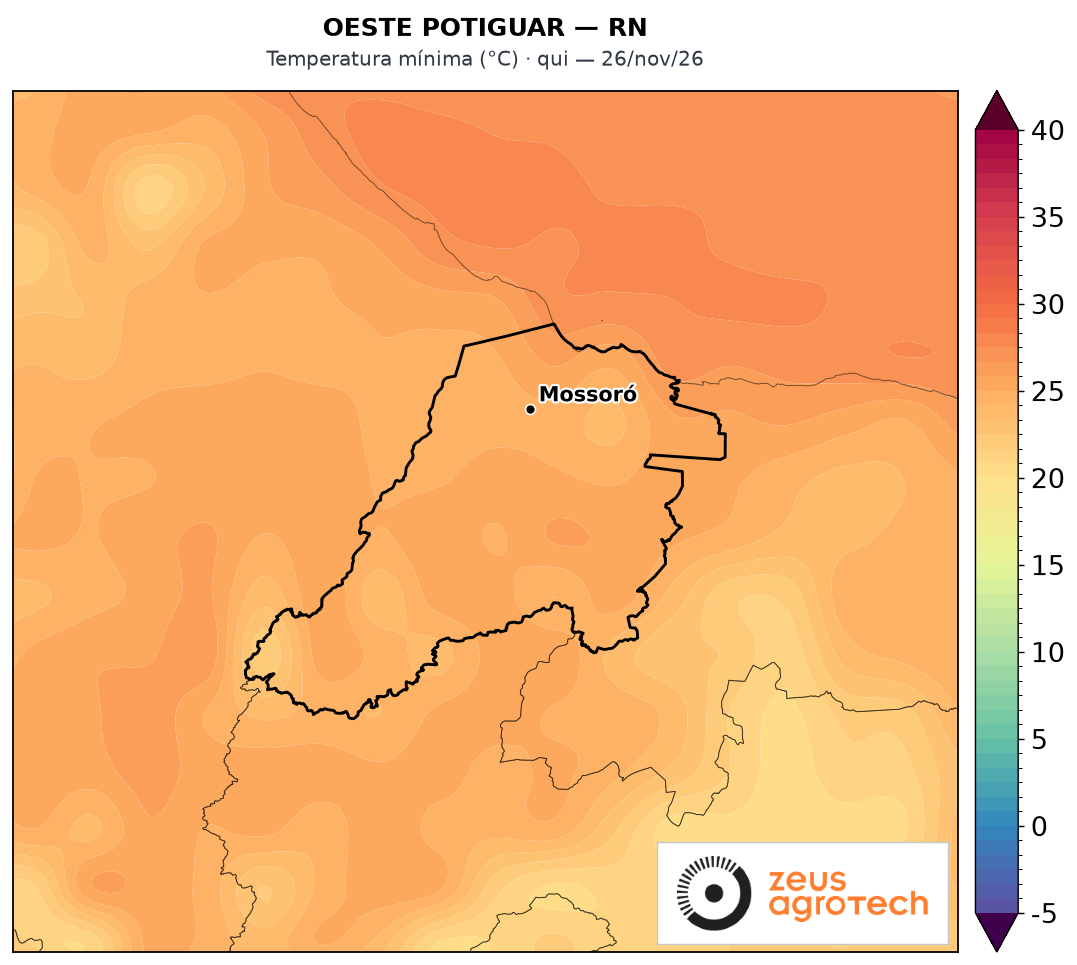 OESTE POTIGUAR — RN
Temperatura mínima (°C) · qui — 26/nov/26
Mossoró
40
35
30
25
20
15
10
5
0
-5
zeus
agrotech